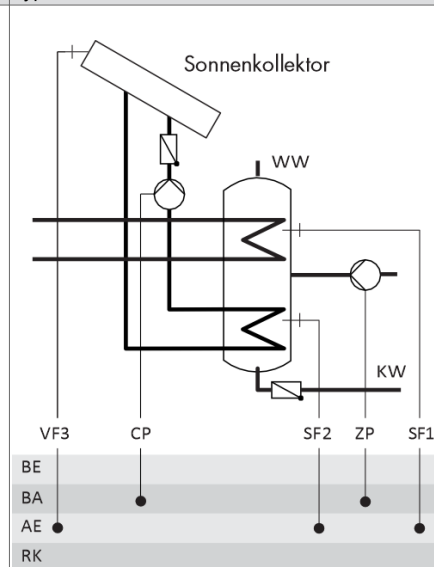 Sonnenkollektor
WW
KW
VF3 CP SF2 ZP SF1
BE
BA
AE
RK